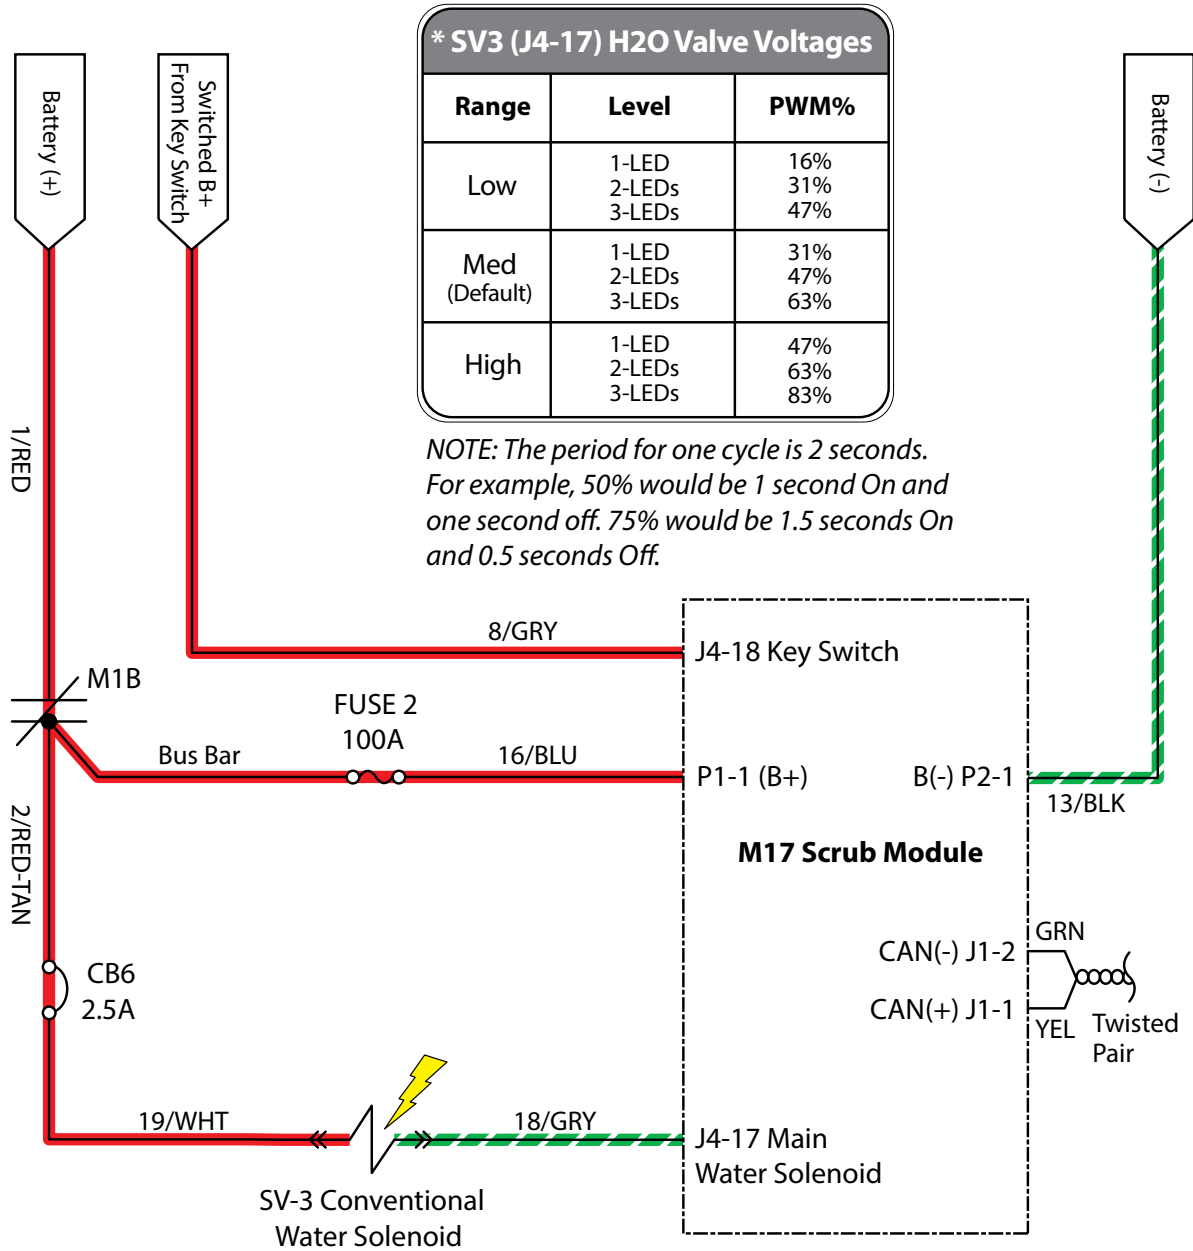 * SV3 (J4-17) H2O Valve Voltages
Range Level PWM%
Low
1-LED 16%
2-LEDs 31%
3-LEDs 47%
Med
(Default)
1-LED 31%
2-LEDs 47%
3-LEDs 63%
High
1-LED 47%
2-LEDs 63%
3-LEDs 83%
NOTE: The period for one cycle is 2 seconds.
For example, 50% would be 1 second On and
one second off. 75% would be 1.5 seconds On
and 0.5 seconds Off.
Battery (+)
Switched B+
From Key Switch
Battery (-)
1/RED
8/GRY
J4-18 Key Switch
M1B
FUSE 2
100A
Bus Bar
16/BLU
P1-1 (B+)
B(-) P2-1
13/BLK
2/RED-TAN
M17 Scrub Module
CB6
2.5A
CAN(-) J1-2
GRN
CAN(+) J1-1
YEL
Twisted
Pair
19/WHT
18/GRY
J4-17 Main
Water Solenoid
SV-3 Conventional
Water Solenoid